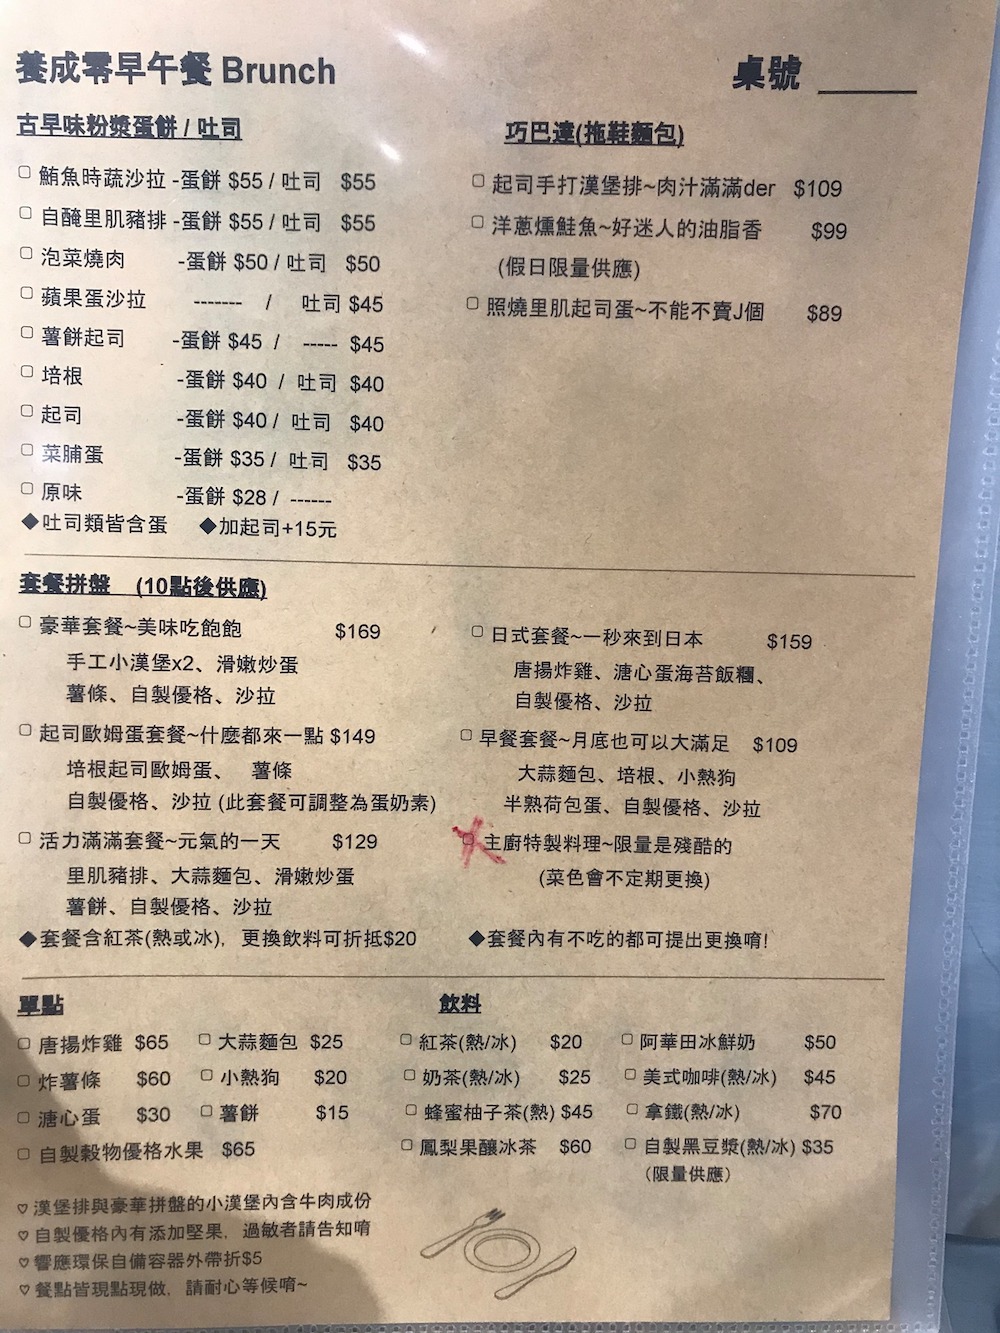 養成零早午餐 Brunch
桌號
古早味粉漿蛋餅 / 吐司
□ 鮪魚時蔬沙拉 -蛋餅 $55 / 吐司 $55
□ 自醃里肌豬排 -蛋餅 $55 / 吐司 $55
□ 泡菜燒肉 -蛋餅 $50 / 吐司 $50
□ 蘋果蛋沙拉 ------- / 吐司 $45
□ 薯餅起司 -蛋餅 $45 / ----- $45
□ 培根 -蛋餅 $40 / 吐司 $40
□ 起司 -蛋餅 $40 / 吐司 $40
□ 菜脯蛋 -蛋餅 $35 / 吐司 $35
□ 原味 -蛋餅 $28 / ------
◆吐司類皆含蛋 ◆加起司+15元
巧巴達(拖鞋麵包)
□ 起司手打漢堡排~肉汁滿滿der $109
□ 洋蔥燻鮭魚~好迷人的油脂香 $99
(假日限量供應)
□ 照燒里肌起司蛋~不能不賣J個 $89
套餐拼盤 (10點後供應)
□ 豪華套餐~美味吃飽飽 $169
手工小漢堡x2、滑嫩炒蛋
薯條、自製優格、沙拉
□ 起司歐姆蛋套餐~什麼都來一點 $149
培根起司歐姆蛋、 薯條
自製優格、沙拉 (此套餐可調整為蛋奶素)
□ 活力滿滿套餐~元氣的一天 $129
里肌豬排、大蒜麵包、滑嫩炒蛋
薯餅、自製優格、沙拉
◆套餐含紅茶(熱或冰)，更換飲料可折抵$20
□ 日式套餐~一秒來到日本 $159
唐揚炸雞、溏心蛋海苔飯糰、
自製優格、沙拉
□ 早餐套餐~月底也可以大滿足 $109
大蒜麵包、培根、小熱狗
半熟荷包蛋、自製優格、沙拉
□ 主廚特製料理~限量是殘酷的
(菜色會不定期更換)
◆套餐內有不吃的都可提出更換唷!
單點
□ 唐揚炸雞 $65 □ 大蒜麵包 $25
□ 炸薯條 $60 □ 小熱狗 $20
□ 溏心蛋 $30 □ 薯餅 $15
□ 自製穀物優格水果 $65
飲料
□ 紅茶(熱/冰) $20 □ 阿華田冰鮮奶 $50
□ 奶茶(熱/冰) $25 □ 美式咖啡(熱/冰) $45
□ 蜂蜜柚子茶(熱) $45 □ 拿鐵(熱/冰) $70
□ 鳳梨果釀冰茶 $60 □ 自製黑豆漿(熱/冰) $35
(限量供應)
♡ 漢堡排與豪華拼盤的小漢堡內含牛肉成份
♡ 自製優格內有添加堅果，過敏者請告知唷
♡ 響應環保自備容器外帶折$5
♡ 餐點皆現點現做，請耐心等候唷~